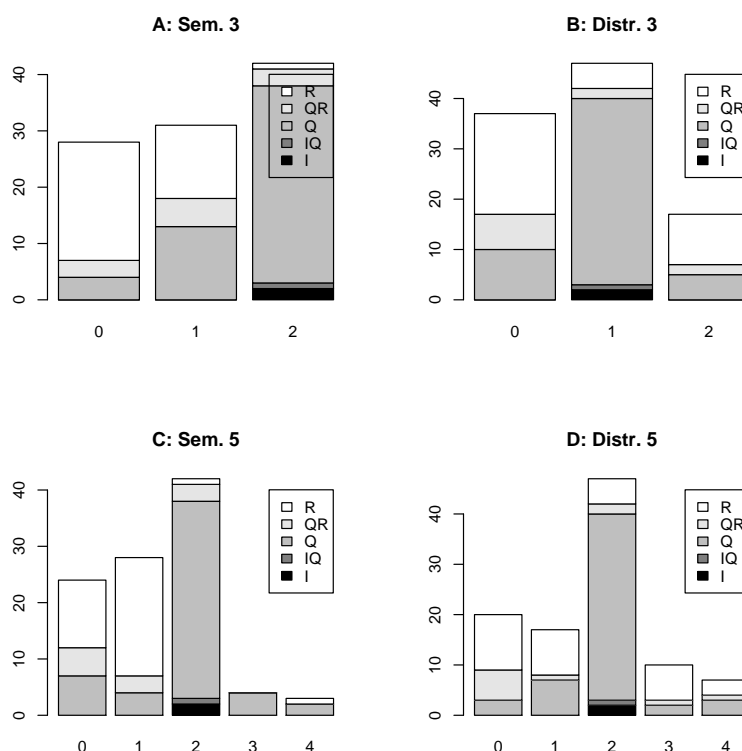 A: Sem. 3
40
30
20
10
0
R
QR
Q
IQ
I
0 1 2
B: Distr. 3
40
30
20
10
0
R
QR
Q
IQ
I
0 1 2
C: Sem. 5
40
30
20
10
0
R
QR
Q
IQ
I
0 1 2 3 4
D: Distr. 5
40
30
20
10
0
R
QR
Q
IQ
I
0 1 2 3 4